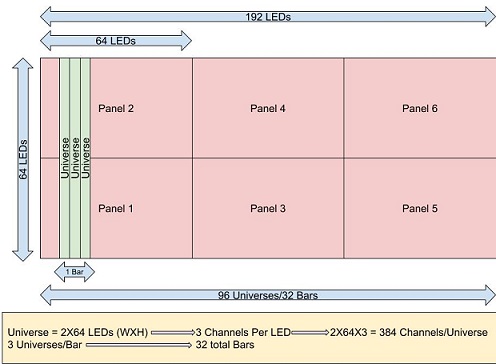 192 LEDs
64 LEDs
64 LEDs
Panel 2
Panel 4
Panel 6
Universe
Universe
Universe
Panel 1
Panel 3
Panel 5
1 Bar
96 Universes/32 Bars
Universe = 2X64 LEDs (WXH) 3 Channels Per LED 2X64X3 = 384 Channels/Universe
3 Universes/Bar 32 total Bars